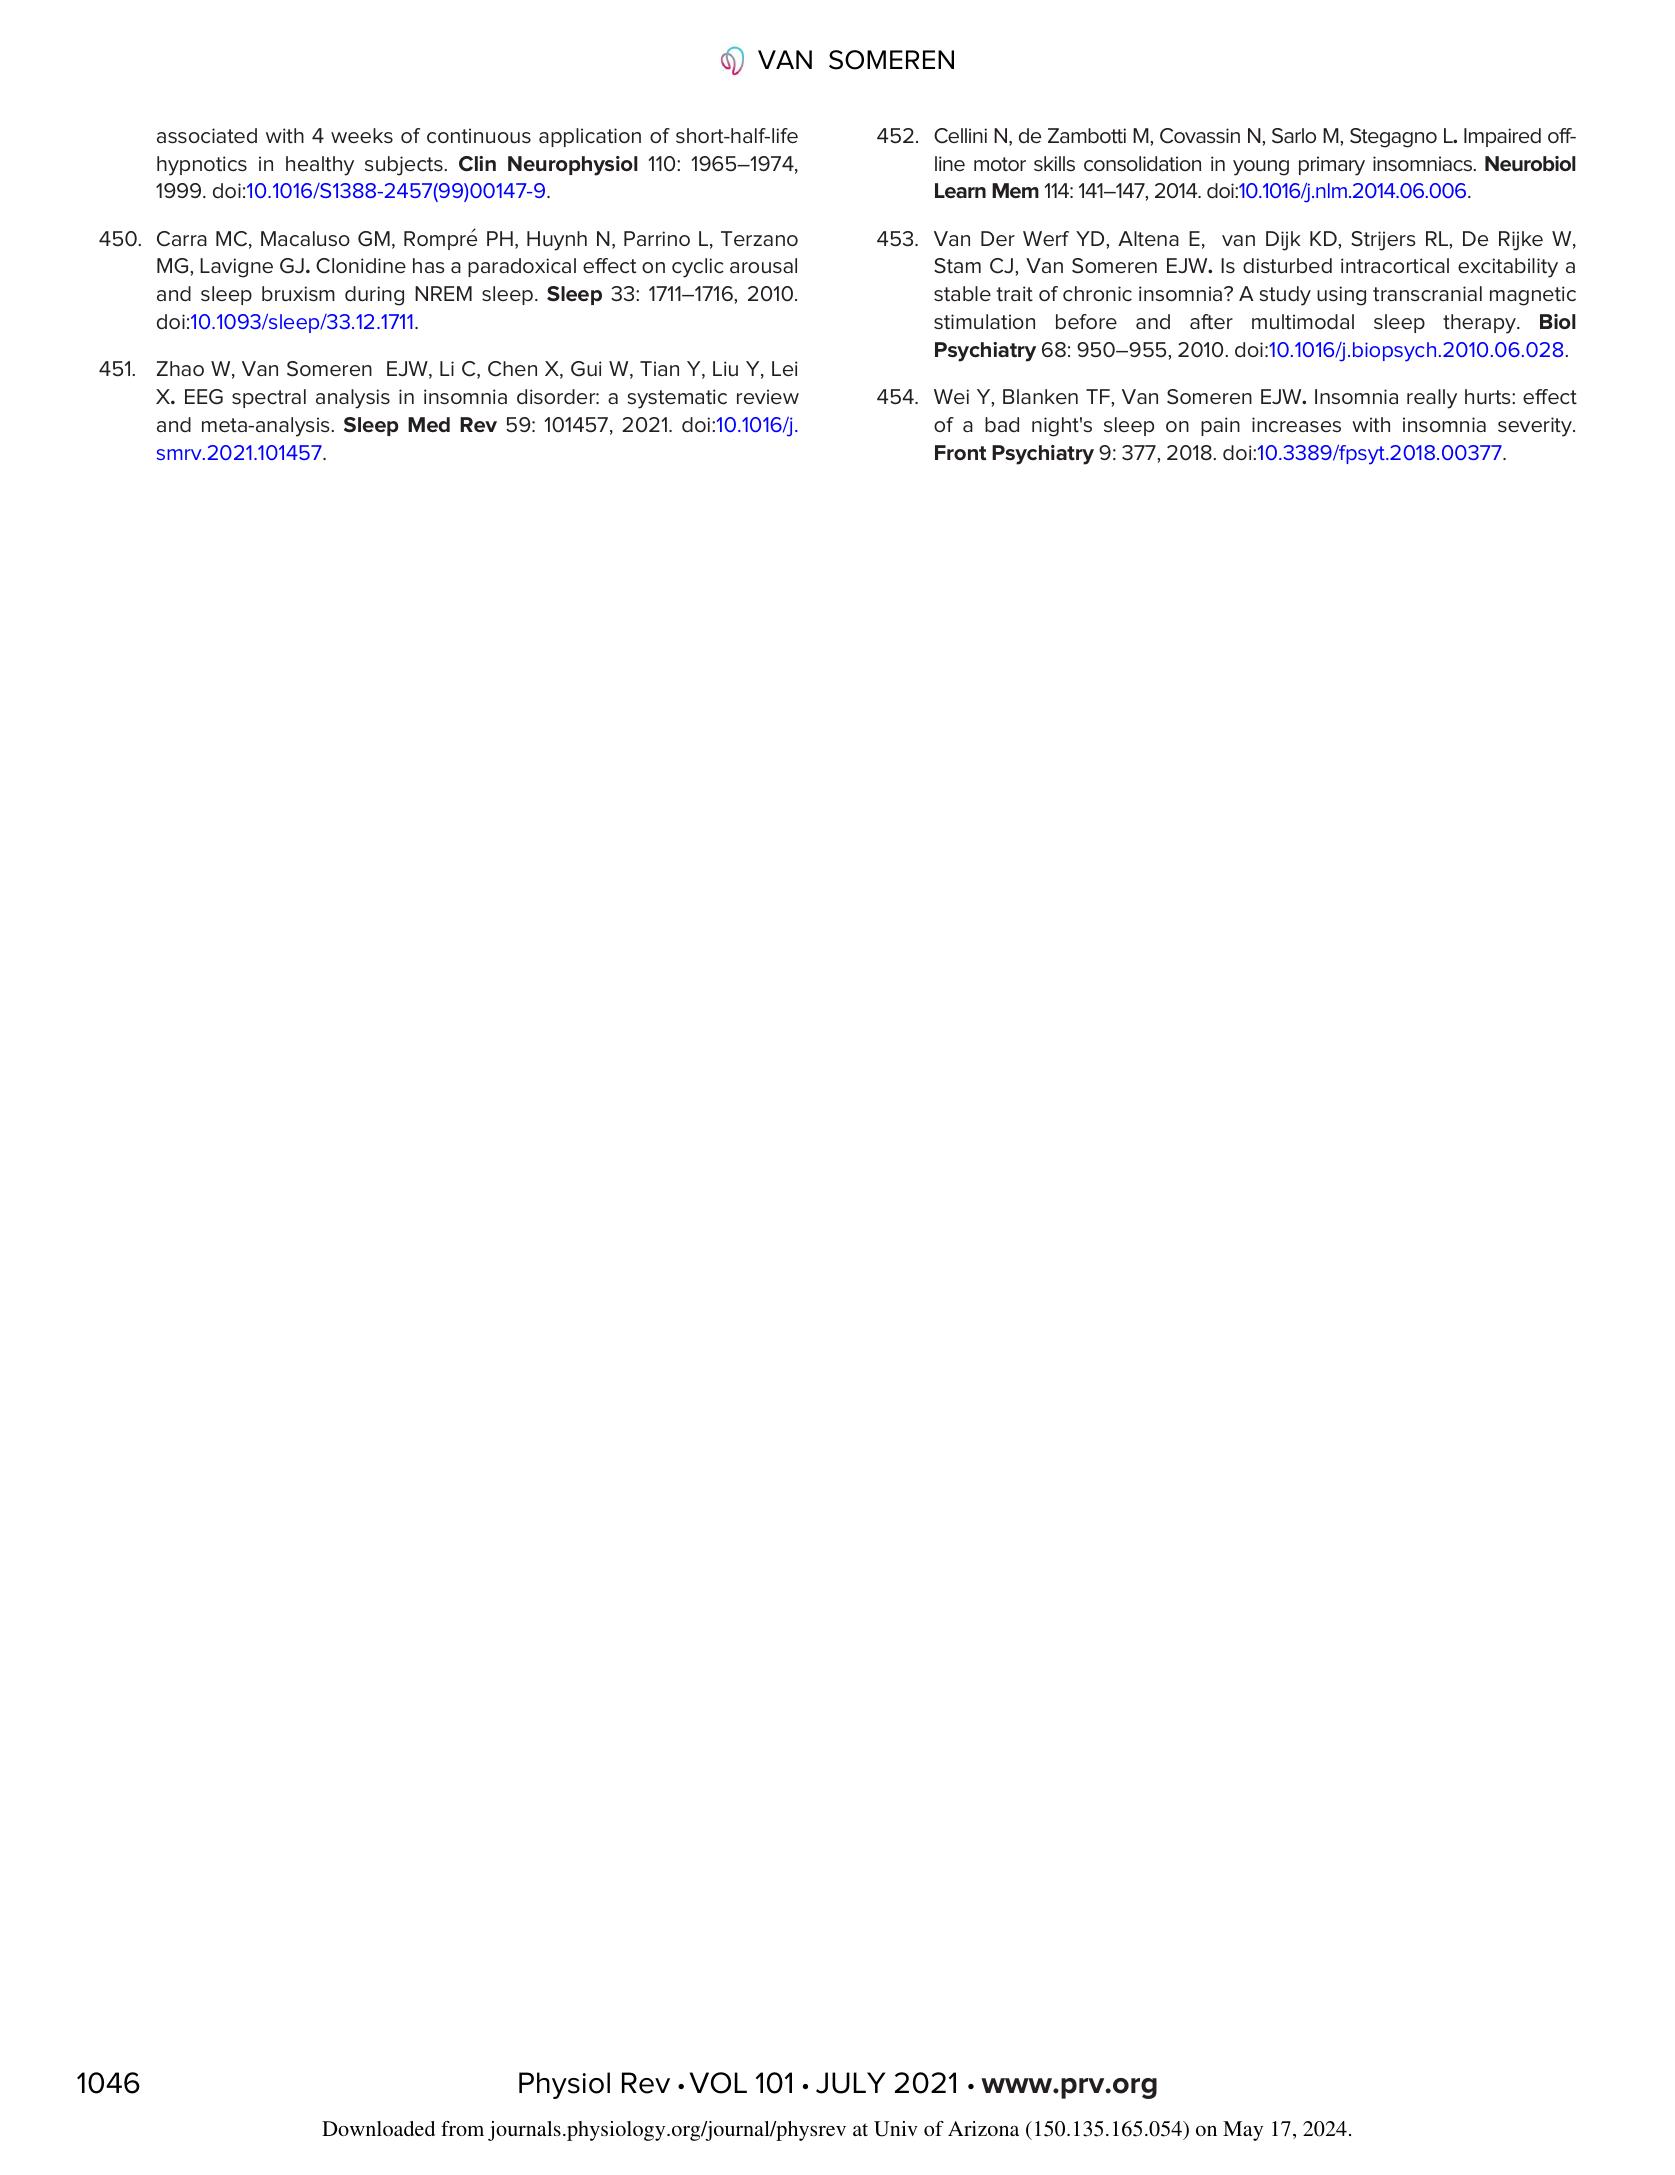 VAN SOMEREN
associated with 4 weeks of continuous application of short-half-life
hypnotics in healthy subjects. Clin Neurophysiol 110: 1965–1974,
1999. doi:10.1016/S1388-2457(99)00147-9.
450. Carra MC, Macaluso GM, Rompré PH, Huynh N, Parrino L, Terzano
MG, Lavigne GJ. Clonidine has a paradoxical effect on cyclic arousal
and sleep bruxism during NREM sleep. Sleep 33: 1711–1716, 2010.
doi:10.1093/sleep/33.12.1711.
451. Zhao W, Van Someren EJW, Li C, Chen X, Gui W, Tian Y, Liu Y, Lei
X. EEG spectral analysis in insomnia disorder: a systematic review
and meta-analysis. Sleep Med Rev 59: 101457, 2021. doi:10.1016/j.
smrv.2021.101457.
452. Cellini N, de Zambotti M, Covassin N, Sarlo M, Stegagno L. Impaired off-
line motor skills consolidation in young primary insomniacs. Neurobiol
Learn Mem 114: 141–147, 2014. doi:10.1016/j.nlm.2014.06.006.
453. Van Der Werf YD, Altena E, van Dijk KD, Strijers RL, De Rijke W,
Stam CJ, Van Someren EJW. Is disturbed intracortical excitability a
stable trait of chronic insomnia? A study using transcranial magnetic
stimulation before and after multimodal sleep therapy. Biol
Psychiatry 68: 950–955, 2010. doi:10.1016/j.biopsych.2010.06.028.
454. Wei Y, Blanken TF, Van Someren EJW. Insomnia really hurts: effect
of a bad night's sleep on pain increases with insomnia severity.
Front Psychiatry 9: 377, 2018. doi:10.3389/fpsyt.2018.00377.
1046 Physiol Rev • VOL 101 • JULY 2021 • www.prv.org
Downloaded from journals.physiology.org/journal/physrev at Univ of Arizona (150.135.165.054) on May 17, 2024.